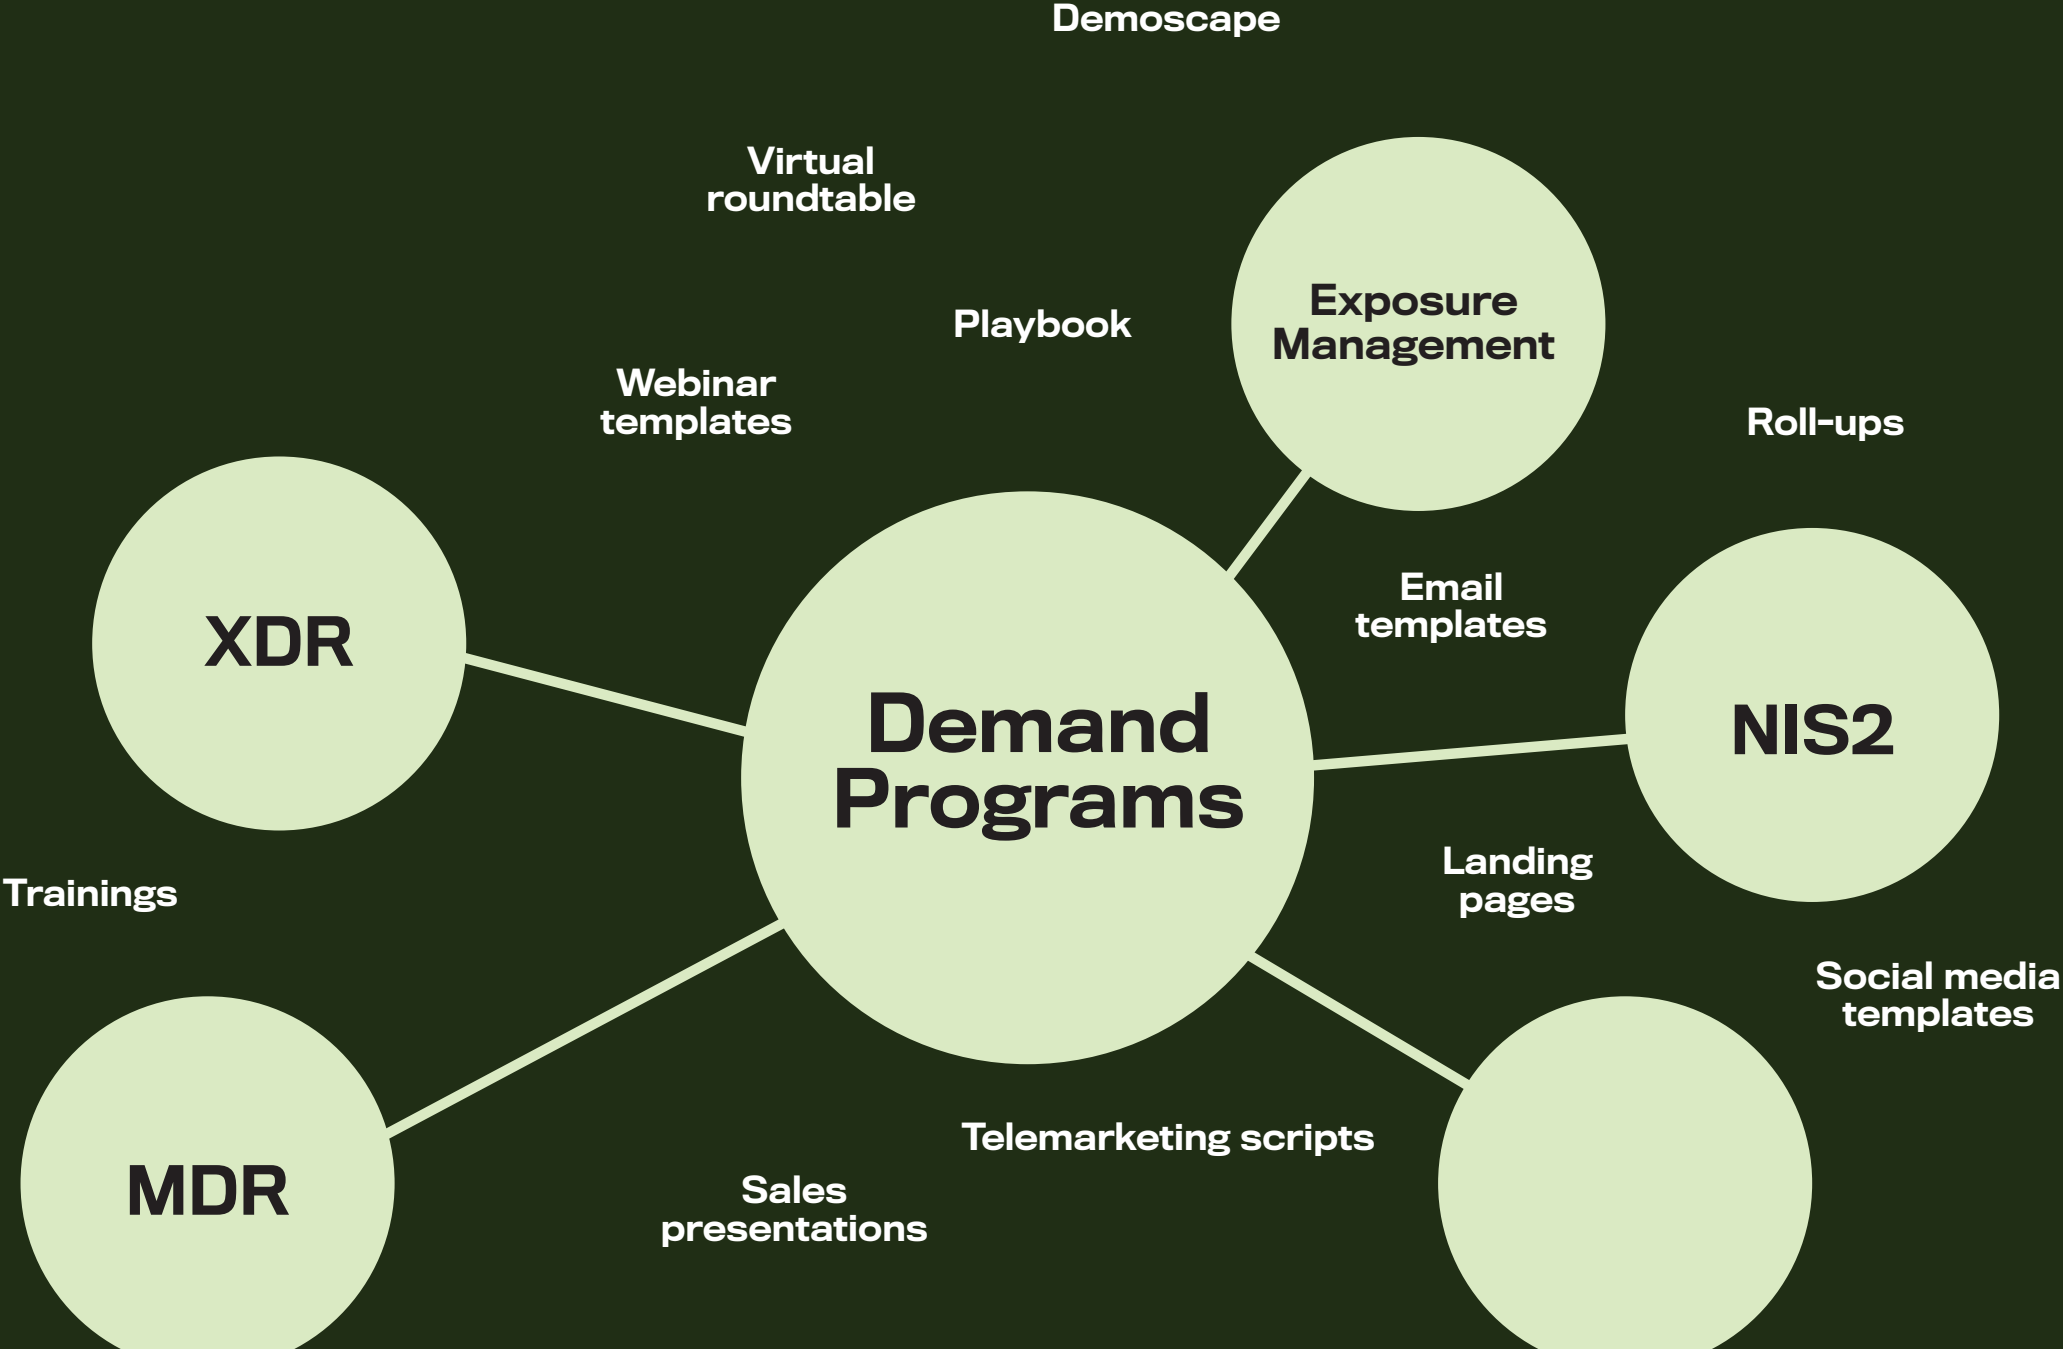 Demoscape
Virtual
roundtable
Exposure
Management
Playbook
Webinar
templates
Roll-ups
Email
templates
XDR
NIS2
Demand
Programs
Landing
pages
Trainings
Social media
templates
Telemarketing scripts
MDR
Sales
presentations